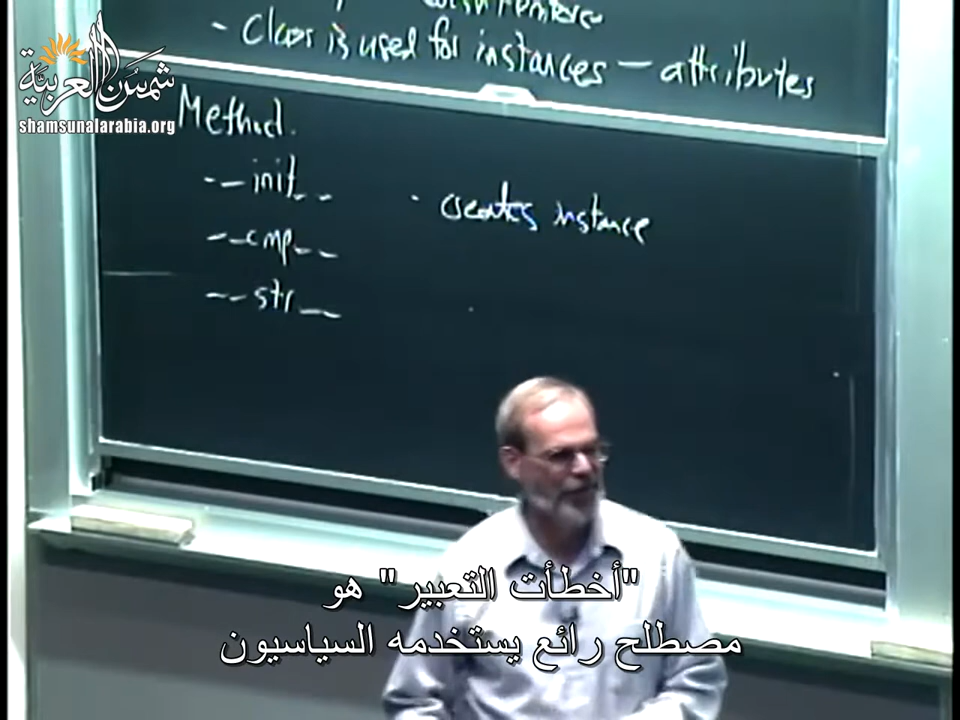 - Class is used for instances — attributes
شمس العربية
shamsunalarabia.org
Method.
__init__ . creates instance
__cmp__
__str__
"أخطأت التعبير" هو
مصطلح رائع يستخدمه السياسيون